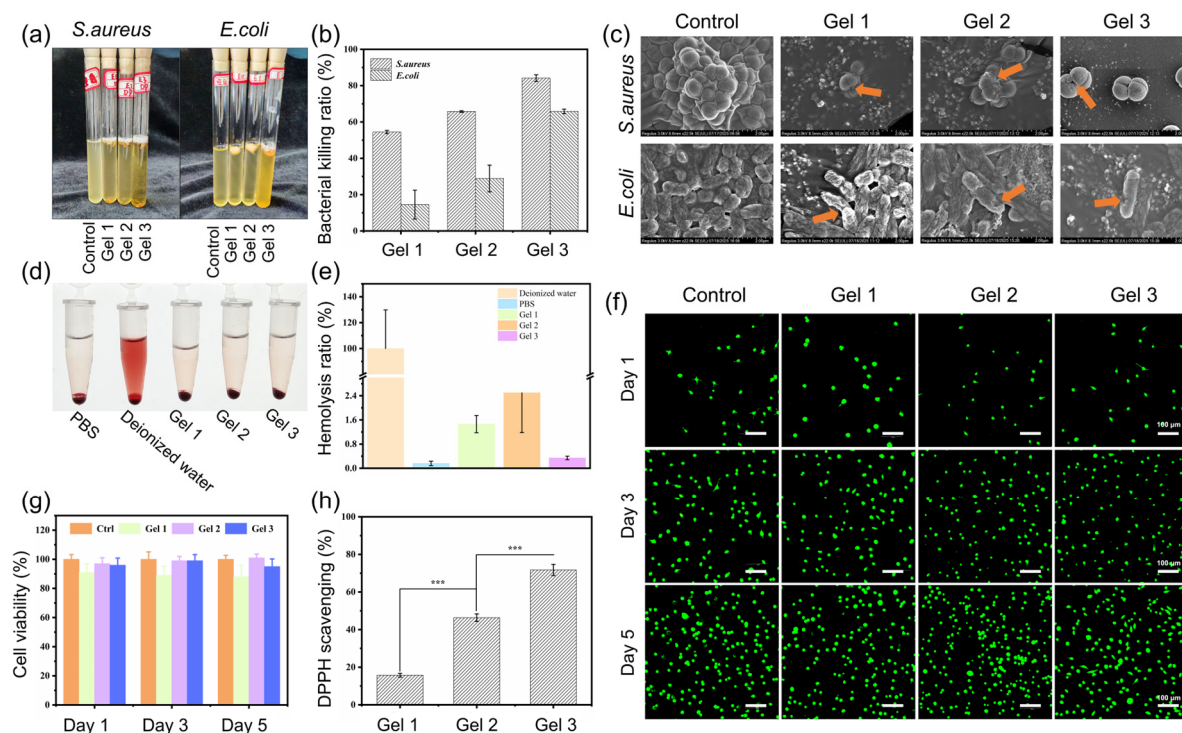 (a)
S.aureus
E.coli
Control
Gel 1
Gel 2
Gel 3
Control
Gel 1
Gel 2
Gel 3
(b)
Bacterial killing ratio (%)
100
80
60
40
20
0
S.aureus
E.coli
Gel 1 Gel 2 Gel 3
(c)
Control Gel 1 Gel 2 Gel 3
S.aureus
E.coli
(d)
PBS
Deionized water
Gel 1
Gel 2
Gel 3
(e)
Hemolysis ratio (%)
140
120
100
80
2.4
1.6
0.8
0.0
Deionized water
PBS
Gel 1
Gel 2
Gel 3
(f)
Control Gel 1 Gel 2 Gel 3
Day 1
100 μm
Day 3
100 μm
Day 5
100 μm
(g)
Cell viability (%)
120
100
80
60
40
20
0
Ctrl Gel 1 Gel 2 Gel 3
Day 1 Day 3 Day 5
(h)
DPPH scavenging (%)
100
80
60
40
20
0
***
***
Gel 1 Gel 2 Gel 3